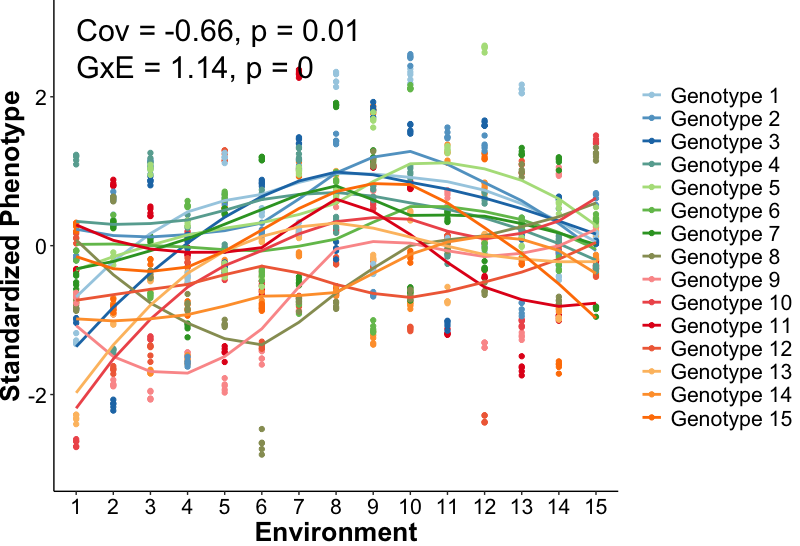 Cov = -0.66, p = 0.01
GxE = 1.14, p = 0
Standardized Phenotype
2
0
-2
1 2 3 4 5 6 7 8 9 10 11 12 13 14 15
Environment
Genotype 1
Genotype 2
Genotype 3
Genotype 4
Genotype 5
Genotype 6
Genotype 7
Genotype 8
Genotype 9
Genotype 10
Genotype 11
Genotype 12
Genotype 13
Genotype 14
Genotype 15